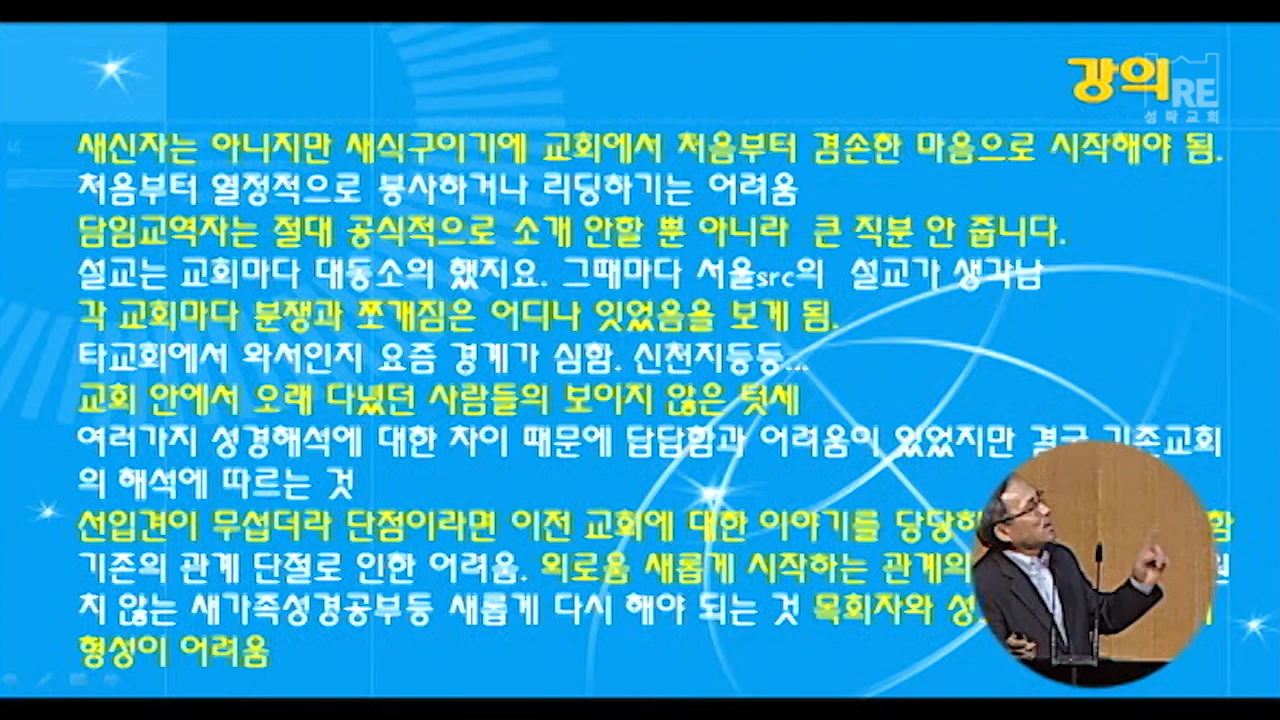 강의
RE
성락교회
새신자는 아니지만 새식구이기에 교회에서 처음부터 겸손한 마음으로 시작해야 됨.
처음부터 열정적으로 봉사하거나 리딩하기는 어려움
담임교역자는 절대 공식적으로 소개 안할 뿐 아니라 큰 직분 안 줍니다.
설교는 교회마다 대동소의 했지요. 그때마다 서울src의 설교가 생각남
각 교회마다 분쟁과 쪼개짐은 어디나 있었음을 보게 됨.
타교회에서 와서인지 요즘 경계가 심함. 신천지등등...
교회 안에서 오래 다녔던 사람들의 보이지 않은 텃세
여러가지 성경해석에 대한 차이 때문에 답답함과 어려움이 있었지만 결국 기존교회
의 해석에 따르는 것
선입견이 무섭더라 단점이라면 이전 교회에 대한 이야기를 당당하
기존의 관계 단절로 인한 어려움. 외로움 새롭게 시작하는 관계의
치 않는 새가족성경공부등 새롭게 다시 해야 되는 것 목회자와
형성이 어려움